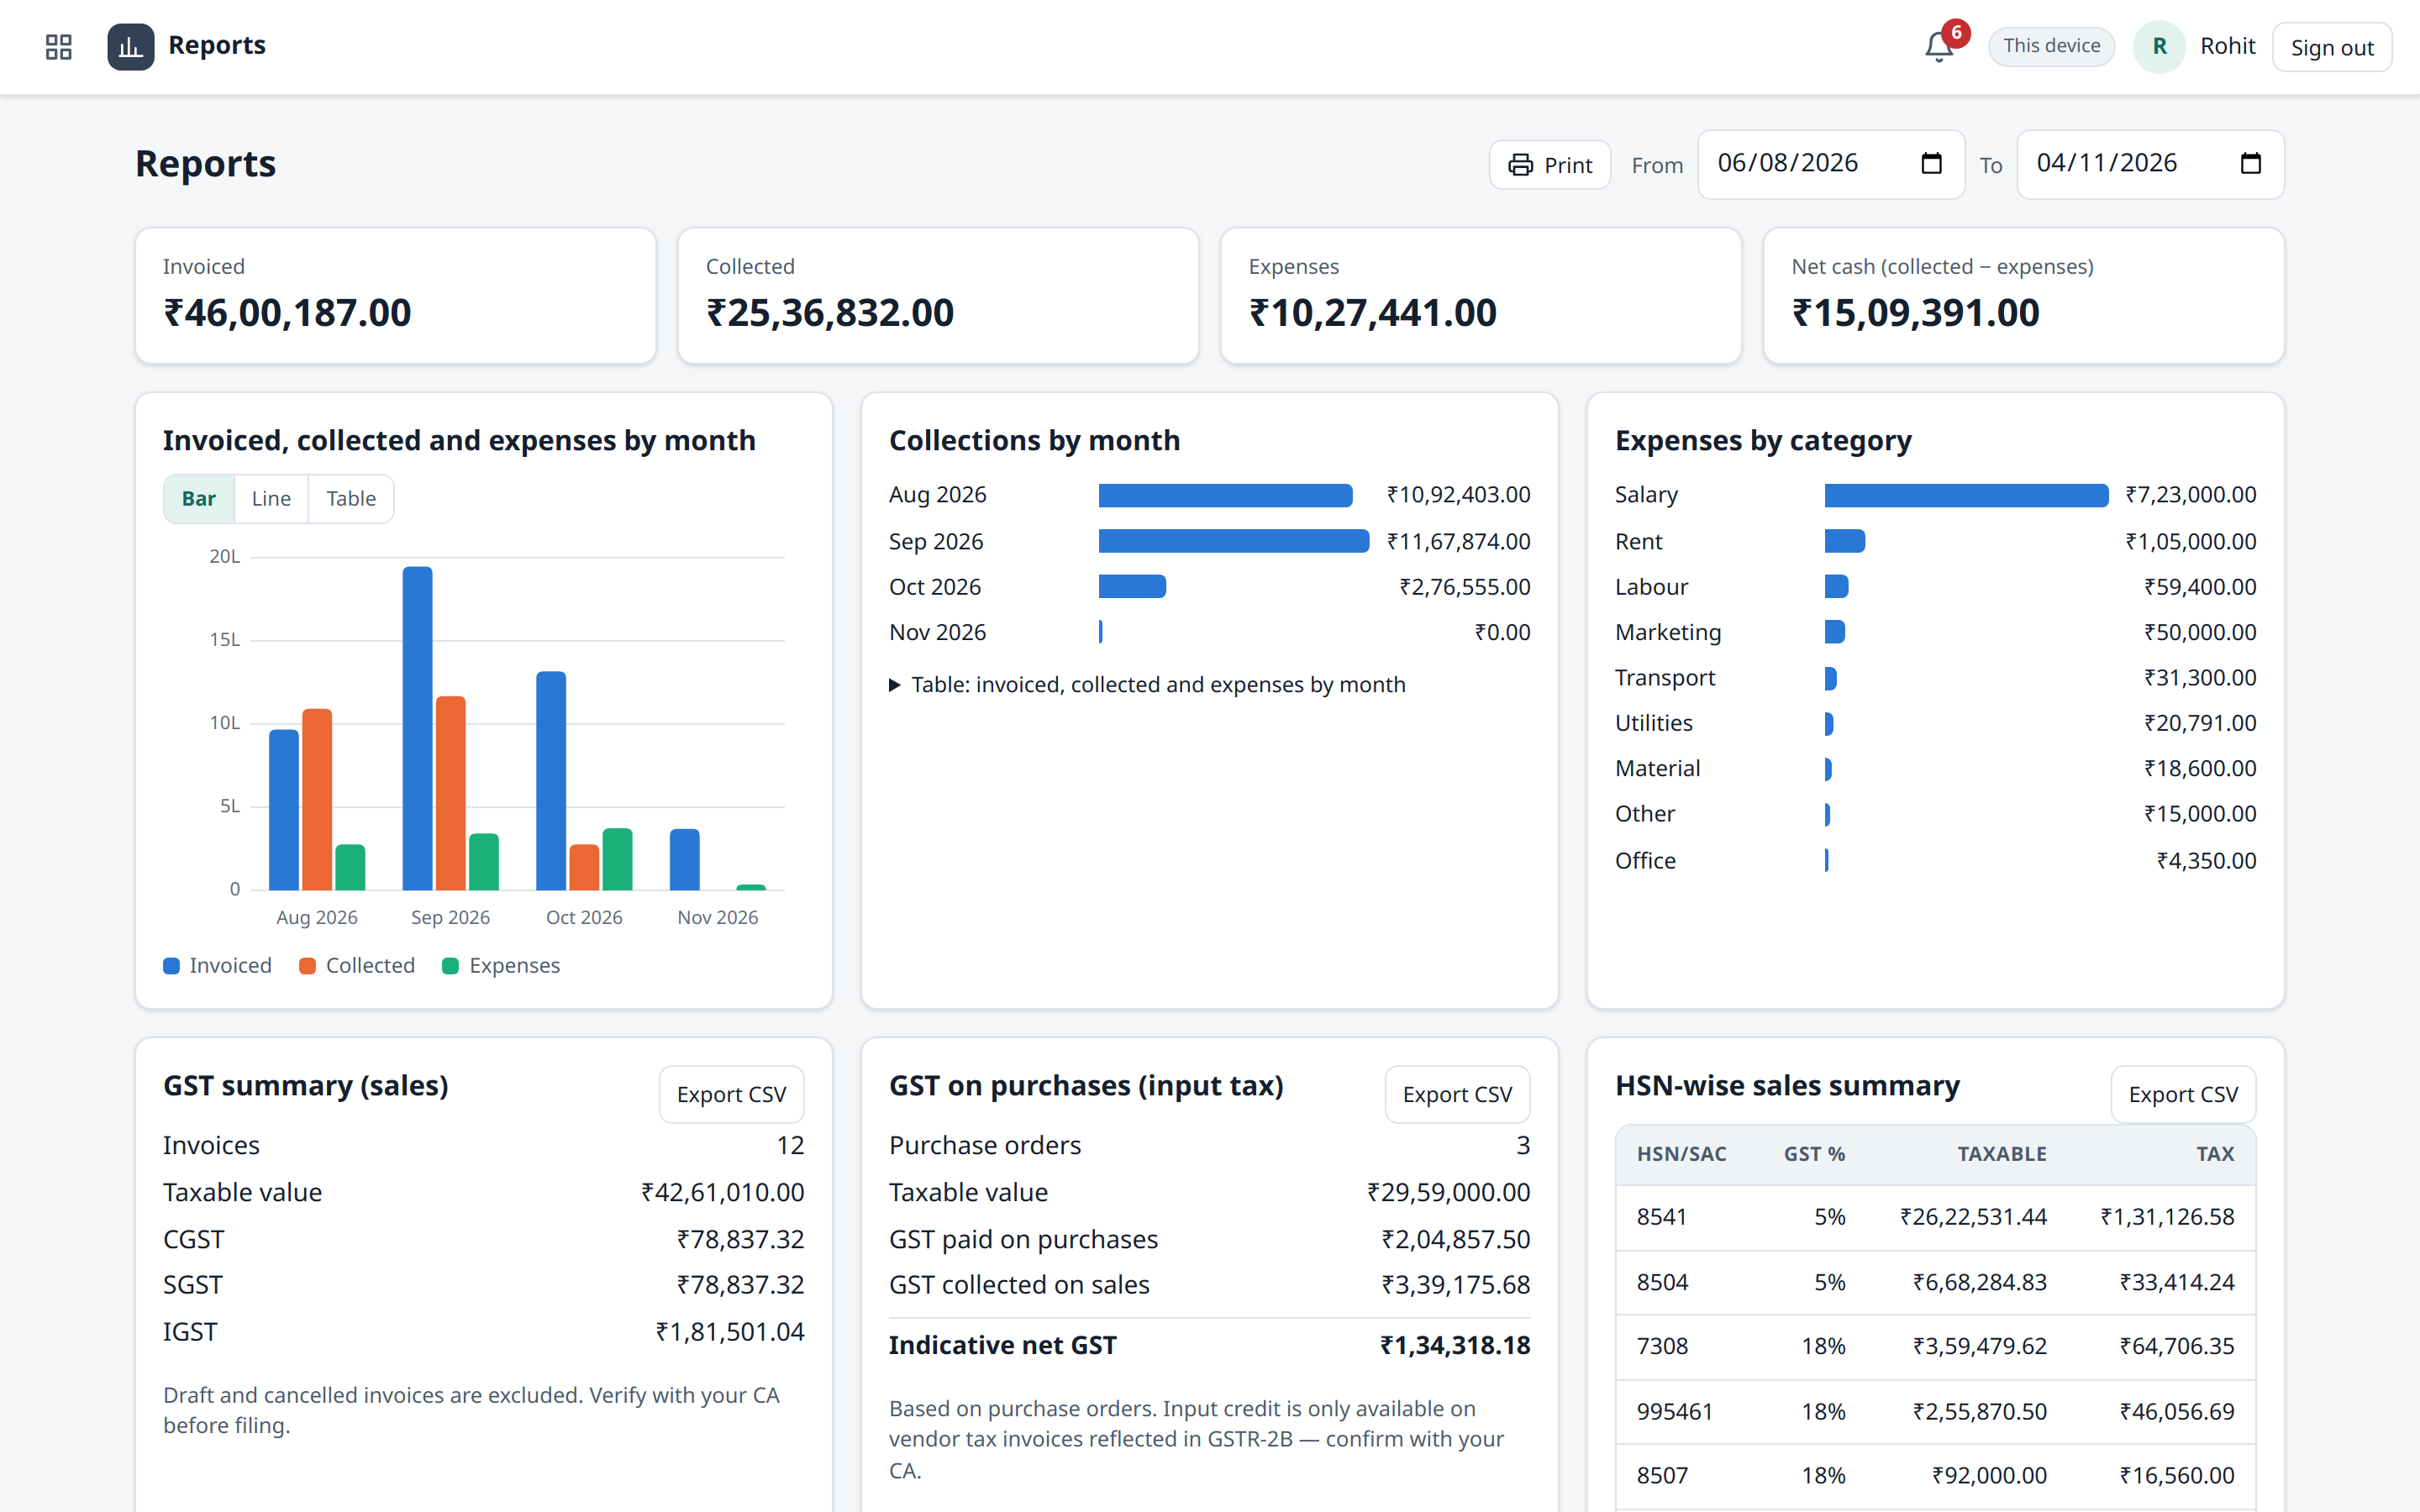 Reports
6
This device
R
Rohit
Sign out
Reports
Print
From
06/08/2026
To
04/11/2026
Invoiced
₹46,00,187.00
Collected
₹25,36,832.00
Expenses
₹10,27,441.00
Net cash (collected − expenses)
₹15,09,391.00
Invoiced, collected and expenses by month
Bar Line Table
20L
15L
10L
5L
0
Aug 2026 Sep 2026 Oct 2026 Nov 2026
Invoiced Collected Expenses
Collections by month
Aug 2026 ₹10,92,403.00
Sep 2026 ₹11,67,874.00
Oct 2026 ₹2,76,555.00
Nov 2026 ₹0.00
Table: invoiced, collected and expenses by month
Expenses by category
Salary ₹7,23,000.00
Rent ₹1,05,000.00
Labour ₹59,400.00
Marketing ₹50,000.00
Transport ₹31,300.00
Utilities ₹20,791.00
Material ₹18,600.00
Other ₹15,000.00
Office ₹4,350.00
GST summary (sales)
Export CSV
Invoices 12
Taxable value ₹42,61,010.00
CGST ₹78,837.32
SGST ₹78,837.32
IGST ₹1,81,501.04
Draft and cancelled invoices are excluded. Verify with your CA
before filing.
GST on purchases (input tax)
Export CSV
Purchase orders 3
Taxable value ₹29,59,000.00
GST paid on purchases ₹2,04,857.50
GST collected on sales ₹3,39,175.68
Indicative net GST ₹1,34,318.18
Based on purchase orders. Input credit is only available on
vendor tax invoices reflected in GSTR-2B — confirm with your
CA.
HSN-wise sales summary
Export CSV
HSN/SAC GST % TAXABLE TAX
8541 5% ₹26,22,531.44 ₹1,31,126.58
8504 5% ₹6,68,284.83 ₹33,414.24
7308 18% ₹3,59,479.62 ₹64,706.35
995461 18% ₹2,55,870.50 ₹46,056.69
8507 18% ₹92,000.00 ₹16,560.00